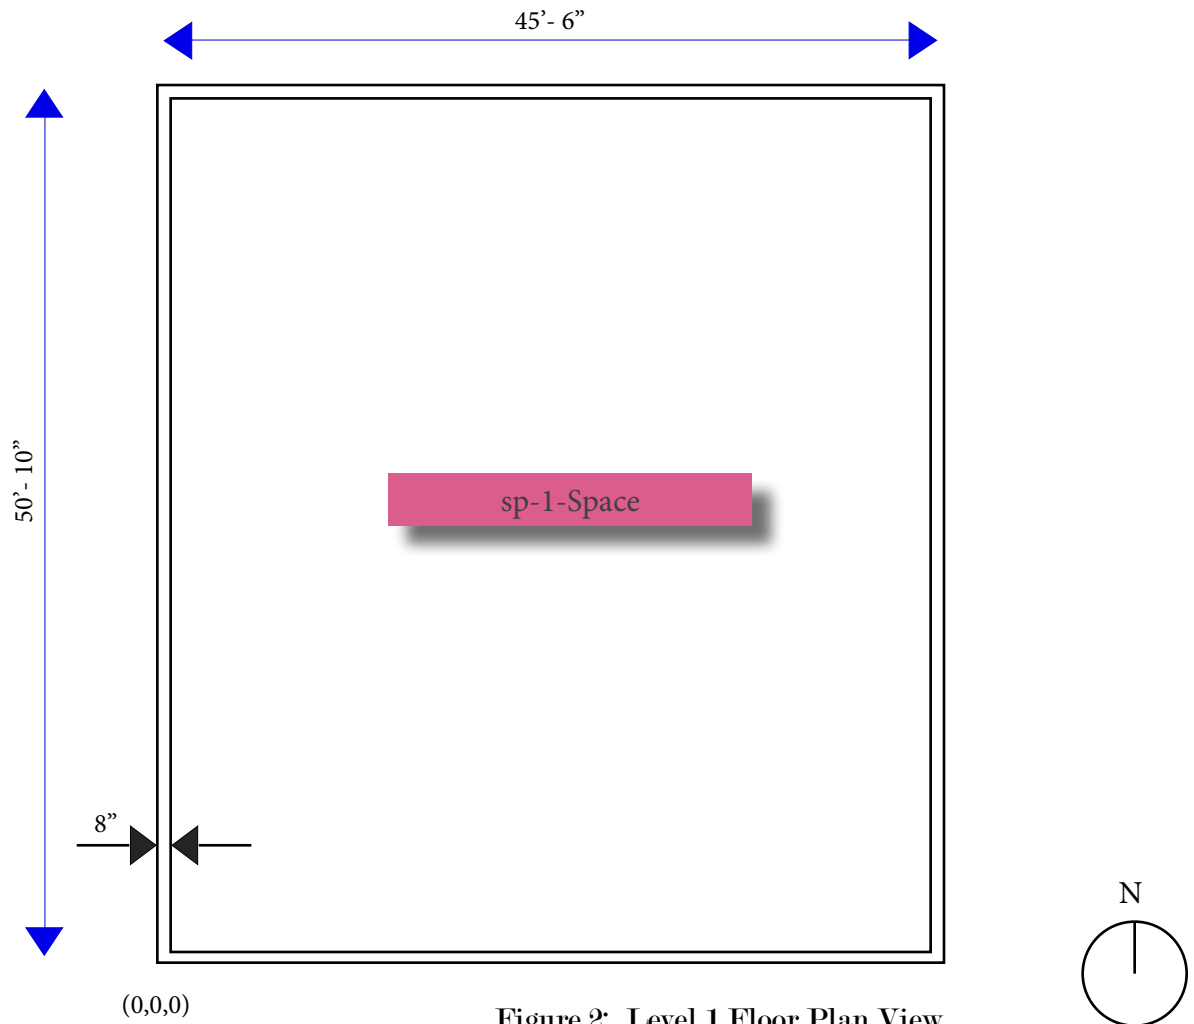 45’- 6”
50’- 10”
sp-1-Space
8”
N
(0,0,0)
Figure 2: Level 1 Floor Plan View